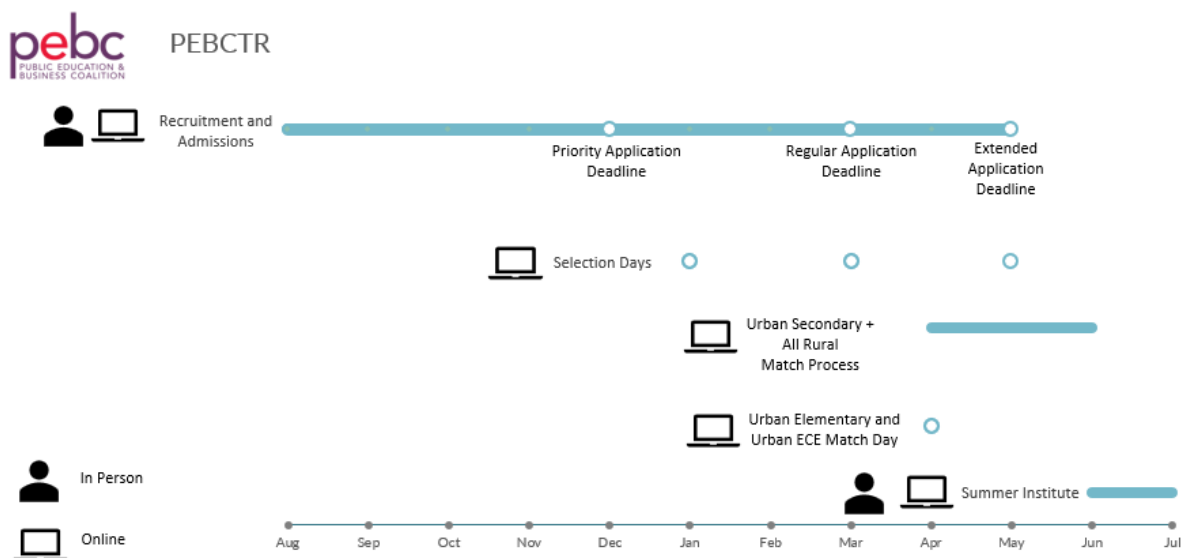 pebc
PUBLIC EDUCATION &
BUSINESS COALITION
PEBCTR
Recruitment and
Admissions
Priority Application
Deadline
Regular Application
Deadline
Extended
Application
Deadline
Selection Days
Urban Secondary +
All Rural
Match Process
Urban Elementary and
Urban ECE Match Day
In Person
Summer Institute
Online
Aug Sep Oct Nov Dec Jan Feb Mar Apr May Jun Jul